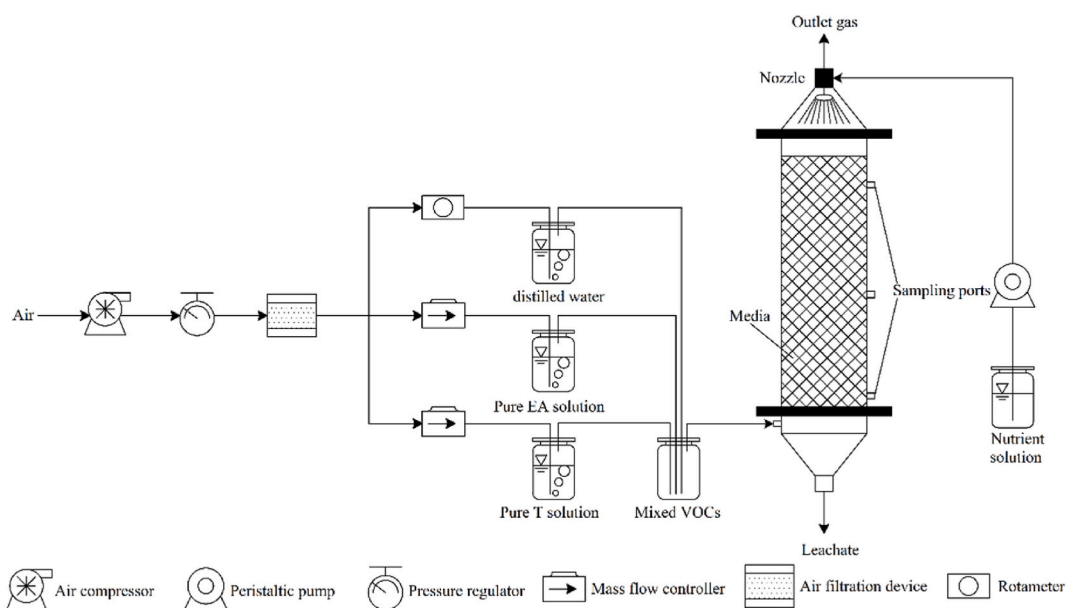 Outlet gas
Nozzle
distilled water
Air
Sampling ports
Media
Pure EA solution
Nutrient
solution
Pure T solution
Mixed VOCs
Leachate
Air compressor
Peristaltic pump
Pressure regulator
Mass flow controller
Air filtration device
Rotameter